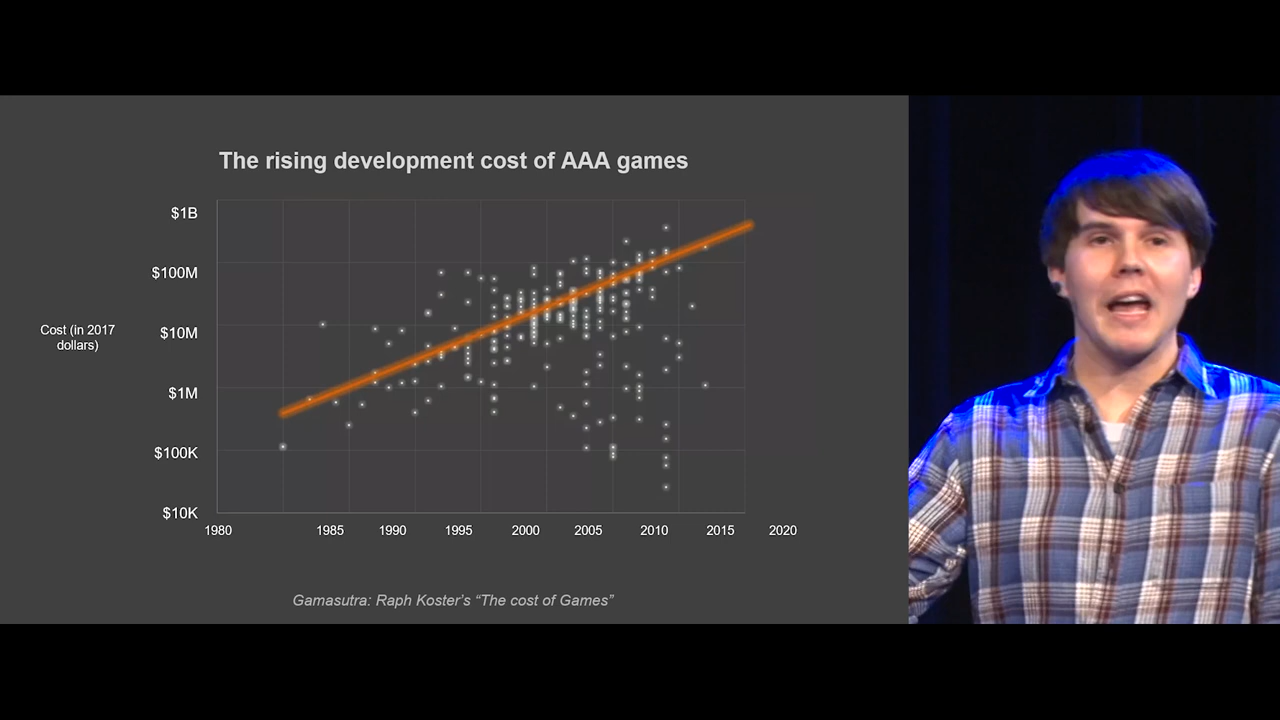 The rising development cost of AAA games
$1B
$100M
$10M
$1M
$100K
$10K
Cost (in 2017
dollars)
1980 1985 1990 1995 2000 2005 2010 2015 2020
Gamasutra: Raph Koster's “The cost of Games”